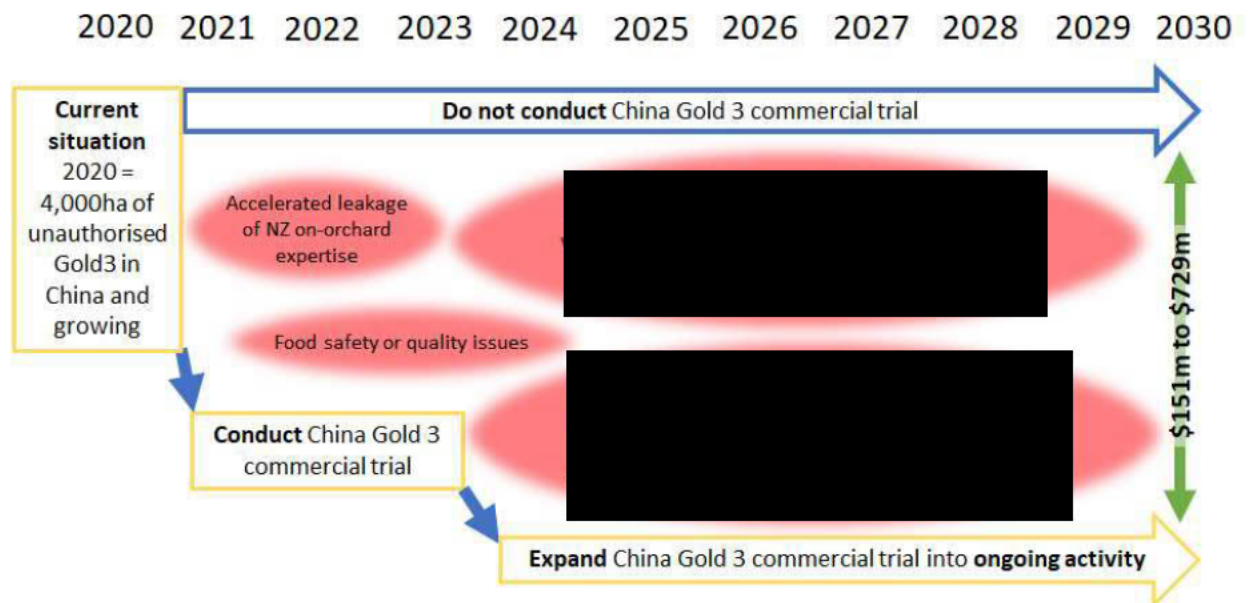 2020 2021 2022 2023 2024 2025 2026 2027 2028 2029 2030
Do not conduct China Gold 3 commercial trial
Current
situation
2020 =
4,000ha of
unauthorised
Gold3 in
China and
growing
Accelerated leakage
of NZ on-orchard
expertise
Food safety or quality issues
$151m to $729m
Conduct China Gold 3
commercial trial
Expand China Gold 3 commercial trial into ongoing activity